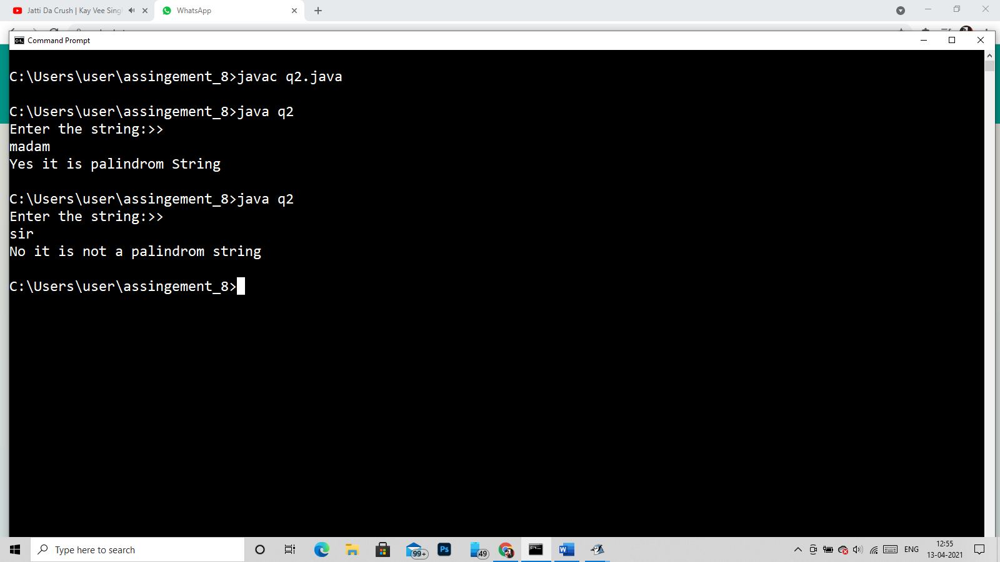 Jatti Da Crush | Kay Vee Sing
WhatsApp
Command Prompt
C:\Users\user\assingement_8>javac q2.java
C:\Users\user\assingement_8>java q2
Enter the string:>>
madam
Yes it is palindrom String
C:\Users\user\assingement_8>java q2
Enter the string:>>
sir
No it is not a palindrom string
C:\Users\user\assingement_8>
Type here to search
99+
Ps
49
W
ENG
12:55
13-04-2021